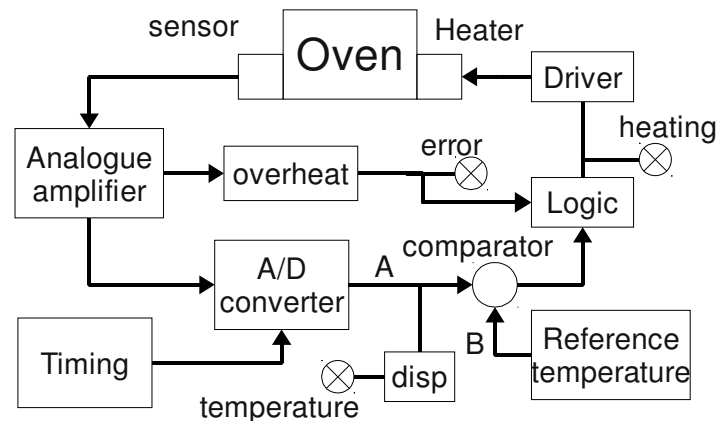 sensor
Oven
Heater
Driver
heating
Analogue
amplifier
overheat
error
Logic
comparator
A/D
converter
A
Timing
B
Reference
temperature
disp
temperature